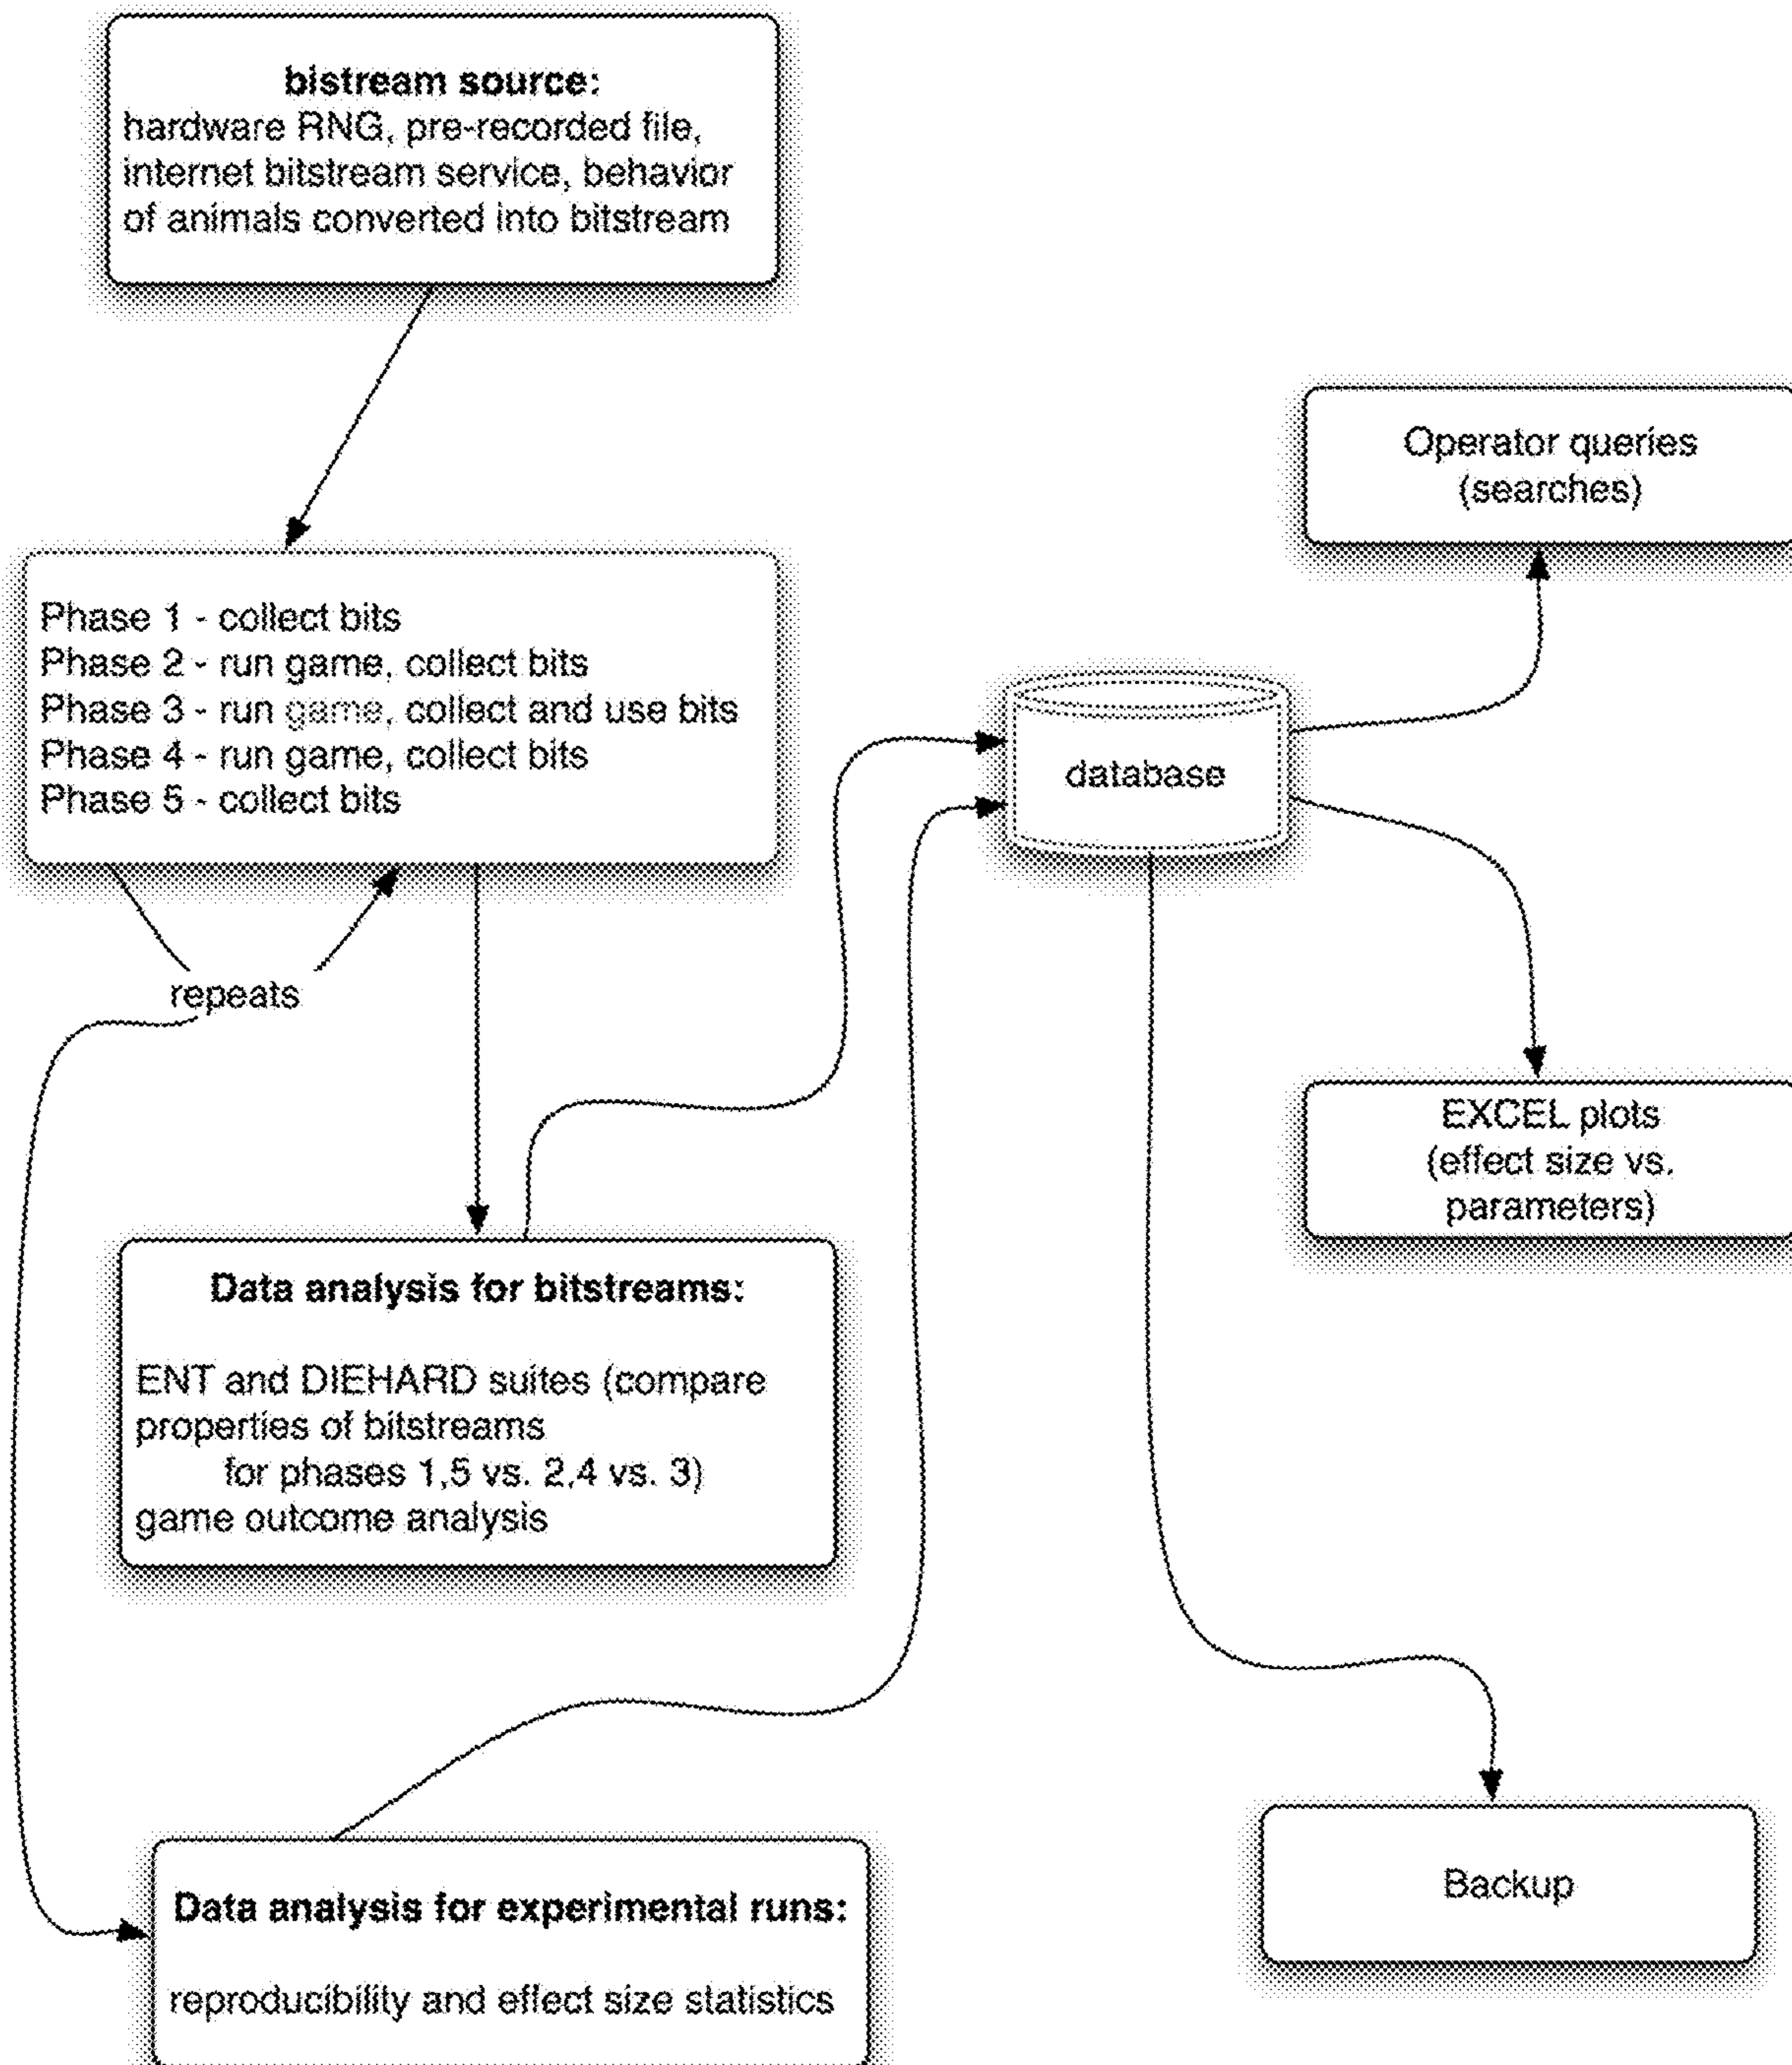 bistream source:
hardware RNG, pre-recorded file,
internet bitstream service, behavior
of animals converted into bitstream
Phase 1 - collect bits
Phase 2 - run game, collect bits
Phase 3 - run game, collect and use bits
Phase 4 - run game, collect bits
Phase 5 - collect bits
repeats
Data analysis for bitstreams:
ENT and DIEHARD suites (compare
properties of bitstreams
for phases 1,5 vs. 2,4 vs. 3)
game outcome analysis
Data analysis for experimental runs:
reproducibility and effect size statistics
database
Operator queries
(searches)
EXCEL plots
(effect size vs.
parameters)
Backup